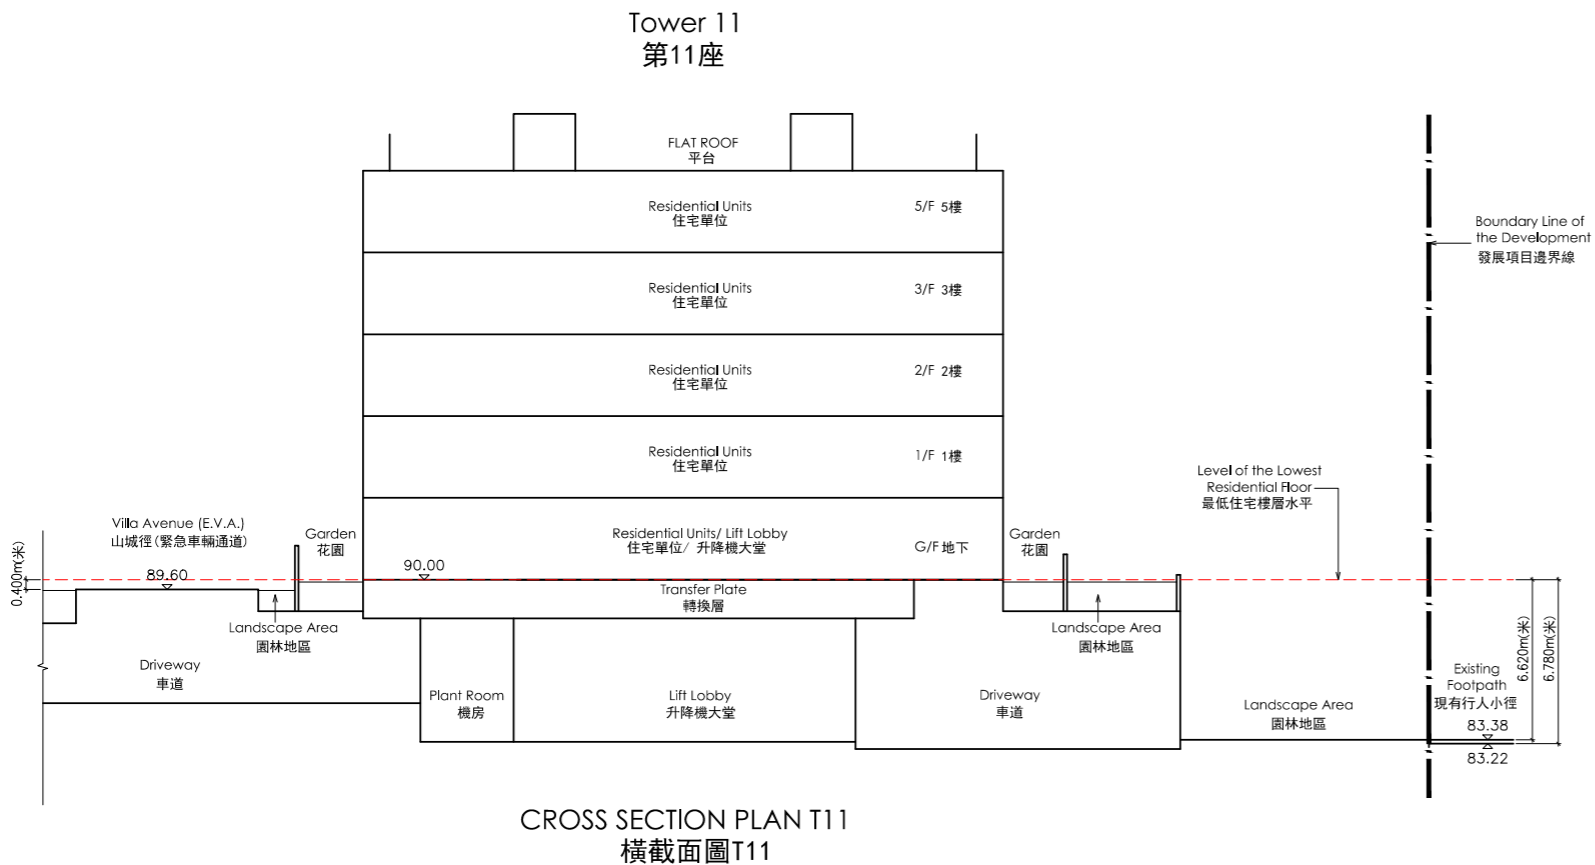 Tower 11
第11座
FLAT ROOF
平台
Residential Units
住宅單位
5/F 5樓
Boundary Line of
the Development
發展項目邊界線
Residential Units
住宅單位
3/F 3樓
Residential Units
住宅單位
2/F 2樓
Residential Units
住宅單位
1/F 1樓
Level of the Lowest
Residential Floor
最低住宅樓層水平
Villa Avenue (E.V.A.)
山城徑(緊急車輛通道)
Garden
花園
Residential Units/ Lift Lobby
住宅單位/ 升降機大堂
G/F 地下
Garden
花園
0.400m(米)
89.60
90.00
Transfer Plate
轉換層
Landscape Area
園林地區
Landscape Area
園林地區
6.620m(米)
6.780m(米)
Driveway
車道
Plant Room
機房
Lift Lobby
升降機大堂
Driveway
車道
Landscape Area
園林地區
Existing
Footpath
現有行人小徑
83.38
83.22
CROSS SECTION PLAN T11
橫截面圖T11